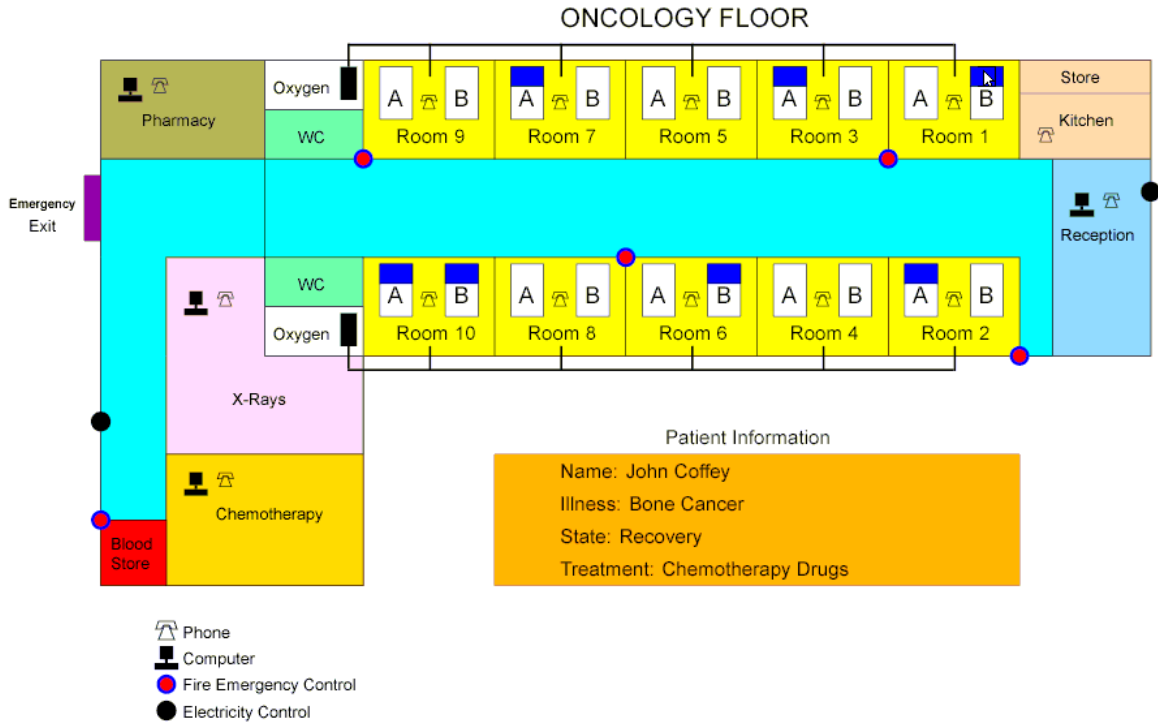 ONCOLOGY FLOOR
Oxygen
A B A B A B A B A B
Store
Pharmacy
WC
Room 9 Room 7 Room 5 Room 3 Room 1
Kitchen
Emergency
Exit
Reception
WC
A B A B A B A B A B
Oxygen
Room 10 Room 8 Room 6 Room 4 Room 2
X-Rays
Patient Information
Name: John Coffey
Illness: Bone Cancer
State: Recovery
Treatment: Chemotherapy Drugs
Chemotherapy
Blood
Store
Phone
Computer
Fire Emergency Control
Electricity Control